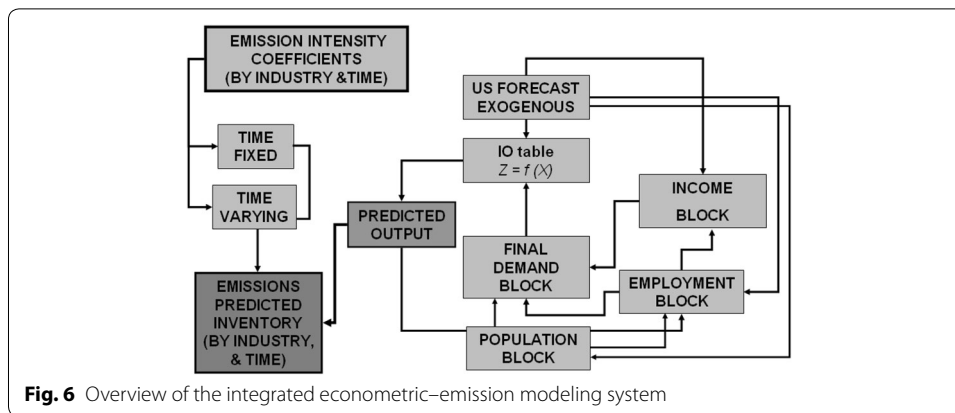 EMISSION INTENSITY
COEFFICIENTS
(BY INDUSTRY &TIME)
US FORECAST
EXOGENOUS
TIME
FIXED
IO table
Z = f (X)
INCOME
BLOCK
TIME
VARYING
PREDICTED
OUTPUT
FINAL
DEMAND
BLOCK
EMPLOYMENT
BLOCK
EMISSIONS
PREDICTED
INVENTORY
(BY INDUSTRY,
& TIME)
POPULATION
BLOCK
Fig. 6 Overview of the integrated econometric–emission modeling system